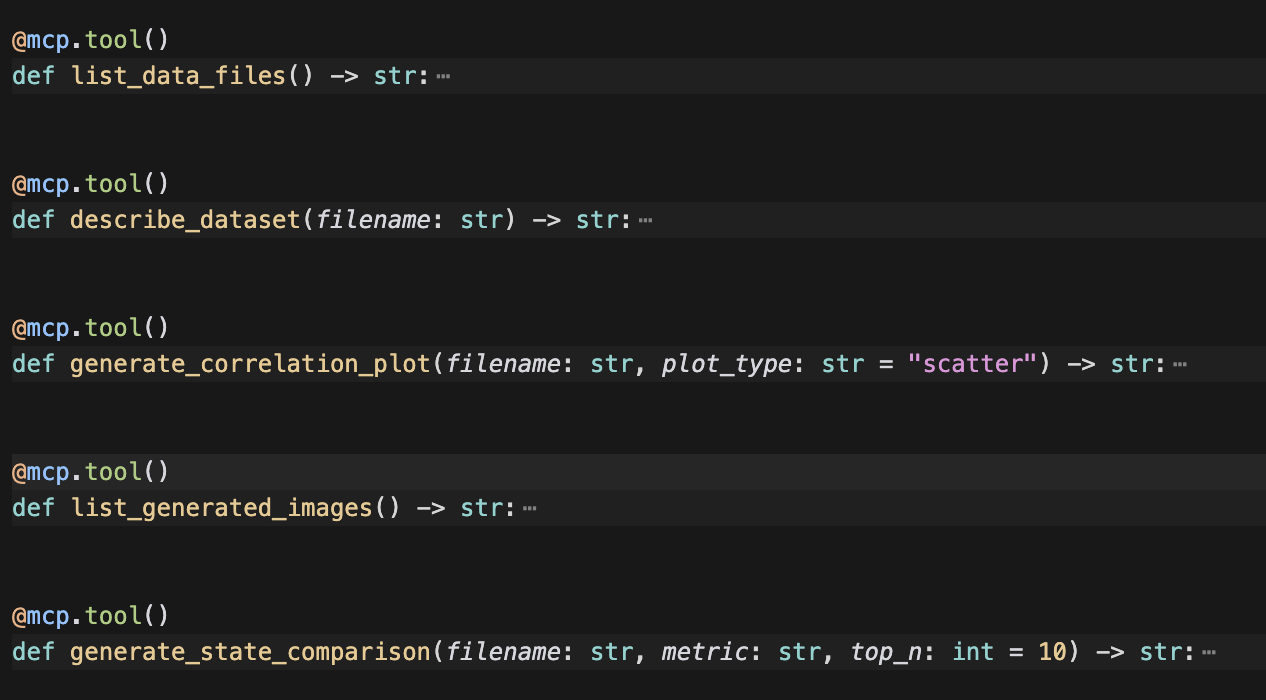 @mcp.tool()
def list_data_files() -> str:⋯
@mcp.tool()
def describe_dataset(filename: str) -> str:⋯
@mcp.tool()
def generate_correlation_plot(filename: str, plot_type: str = "scatter") -> str:⋯
@mcp.tool()
def list_generated_images() -> str:⋯
@mcp.tool()
def generate_state_comparison(filename: str, metric: str, top_n: int = 10) -> str:⋯